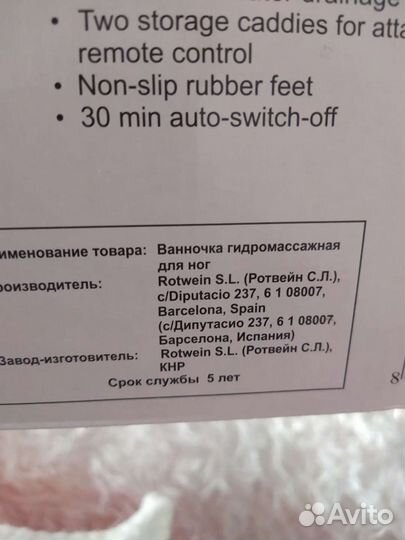 drainage
• Two storage caddies for
remote control
• Non-slip rubber feet
• 30 min auto-switch-off
именование товара: Ванночка гидромассажная
для ног
роизводитель: Rotwein S.L. (Ротвейн С.Л.),
c/Diputacio 237, 6 1 08007,
Barcelona, Spain
(с/Дипутасио 237, 6 1 08007,
Барселона, Испания)
Завод-изготовитель: Rotwein S.L. (Ротвейн С.Л.),
КНР
Срок службы 5 лет
8/
Avito